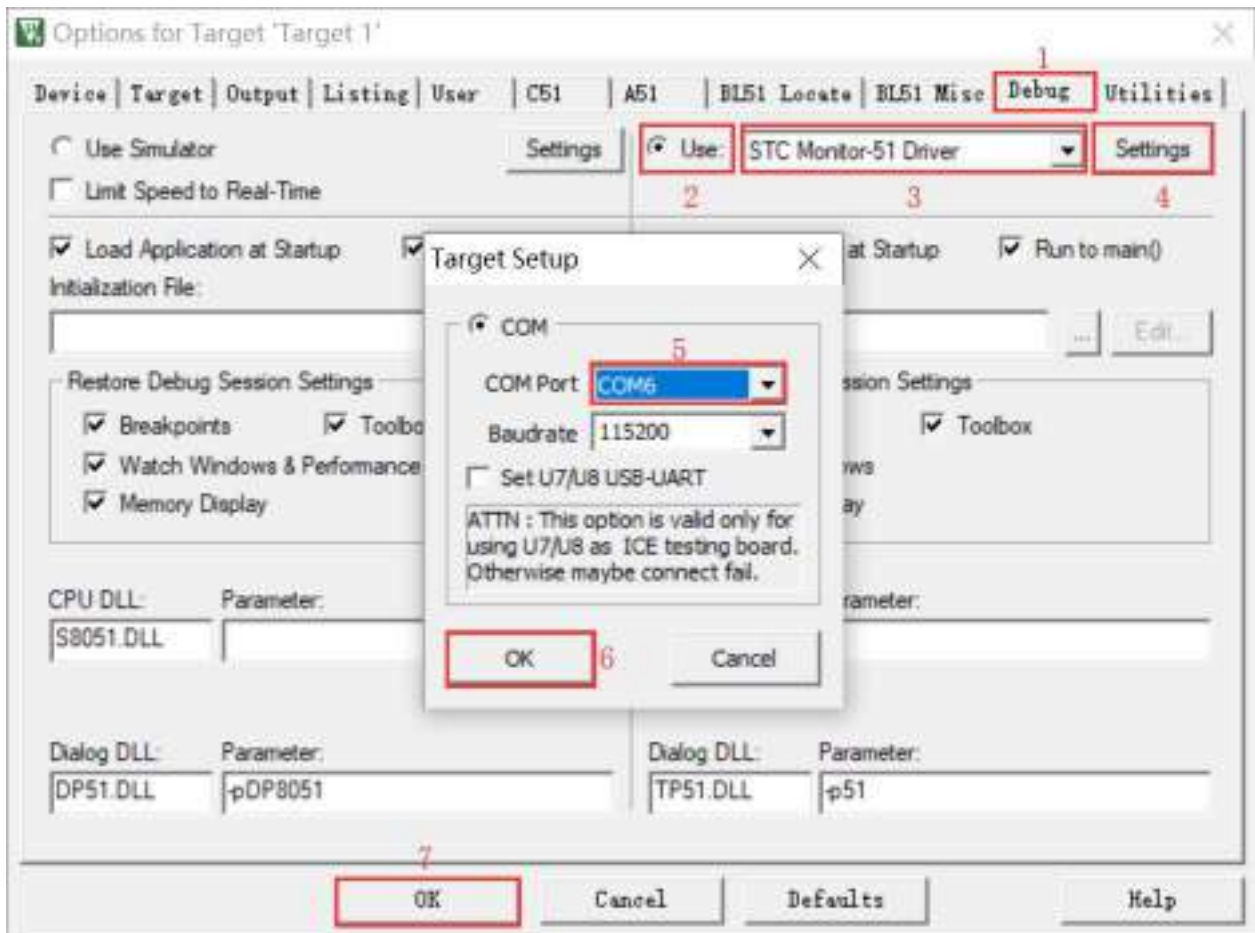 Options for Target 'Target 1'
1
Device Target Output Listing User C51 A51 BL51 Locate BL51 Misc Debug Utilities
Use Simulator Settings Use: STC Monitor-51 Driver Settings
Limit Speed to Real-Time
2 3 4
Load Application at Startup at Startup Run to main()
Initialization File:
Target Setup
COM
... Edit...
5
COM Port COM6
Baudrate 115200
Set U7/U8 USB-UART
ATTN : This option is valid only for
using U7/U8 as ICE testing board.
Otherwise maybe connect fail.
OK 6 Cancel
Restore Debug Session Settings ssion Settings
Breakpoints Toolbo Toolbox
Watch Windows & Performance ows
Memory Display ay
CPU DLL: Parameter: rameter:
S8051.DLL
Dialog DLL: Parameter: Dialog DLL: Parameter:
DP51.DLL -pDP8051 TP51.DLL -p51
7
OK Cancel Defaults Help